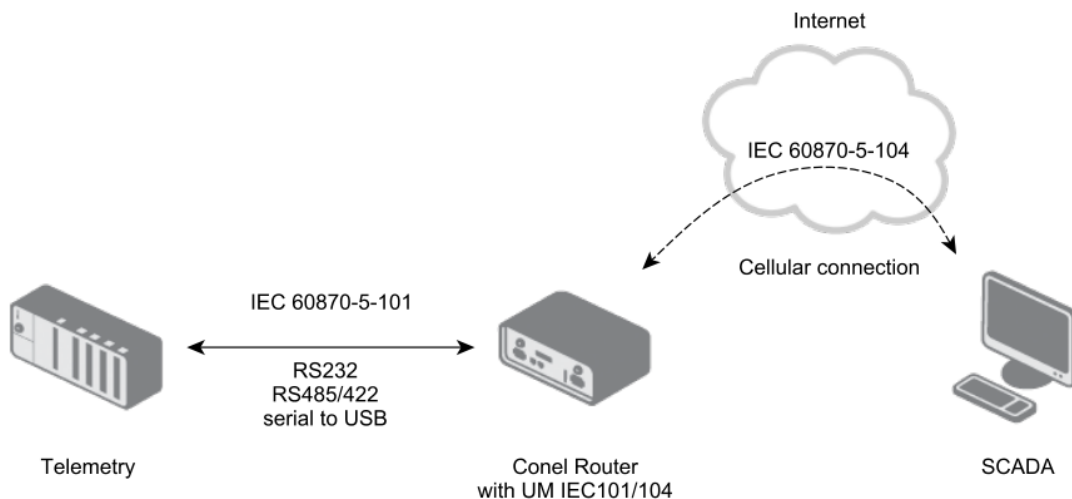 Internet
IEC 60870-5-104
Cellular connection
IEC 60870-5-101
RS232
RS485/422
serial to USB
Telemetry
Conel Router
with UM IEC101/104
SCADA